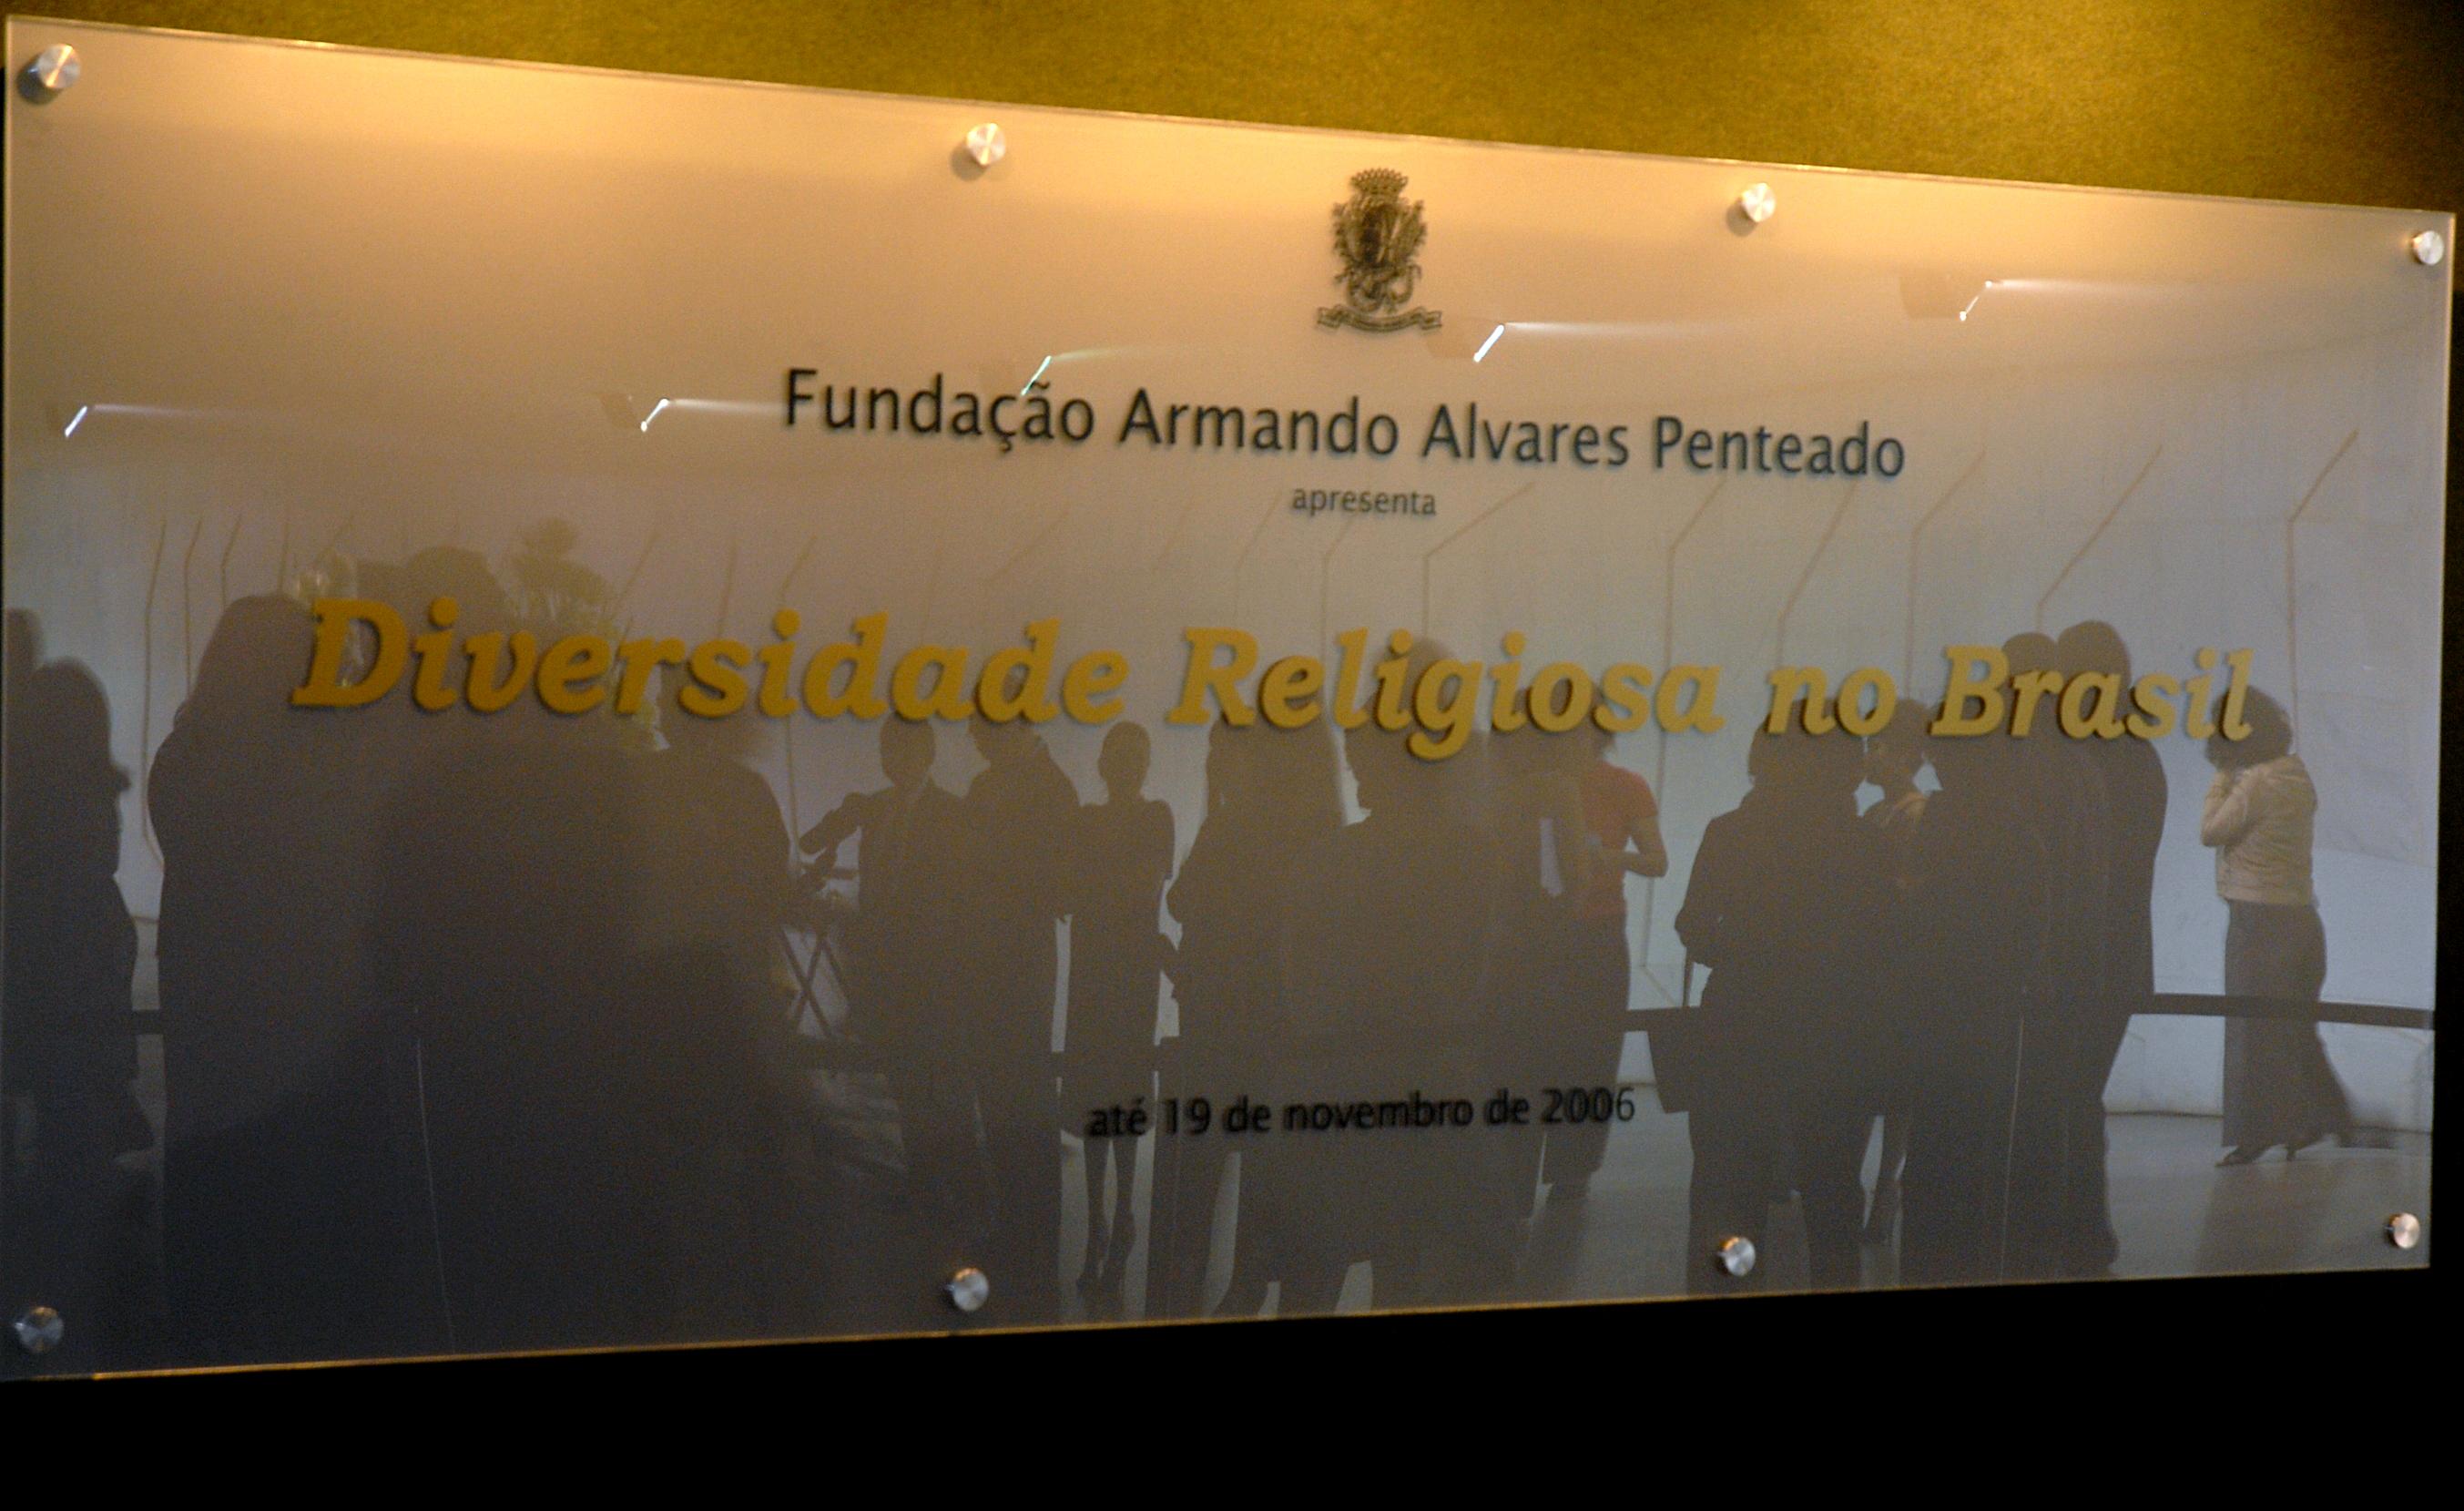 Fundação Armando Alvares Penteado
apresenta
Diversidade Religiosa no Brasil
até 19 de novembro de 2006